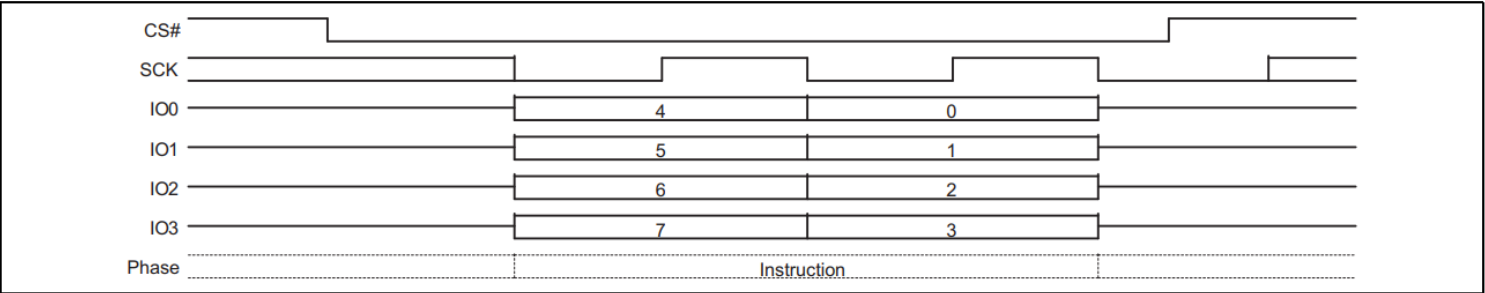 CS#
SCK
IO0 4 0
IO1 5 1
IO2 6 2
IO3 7 3
Phase Instruction